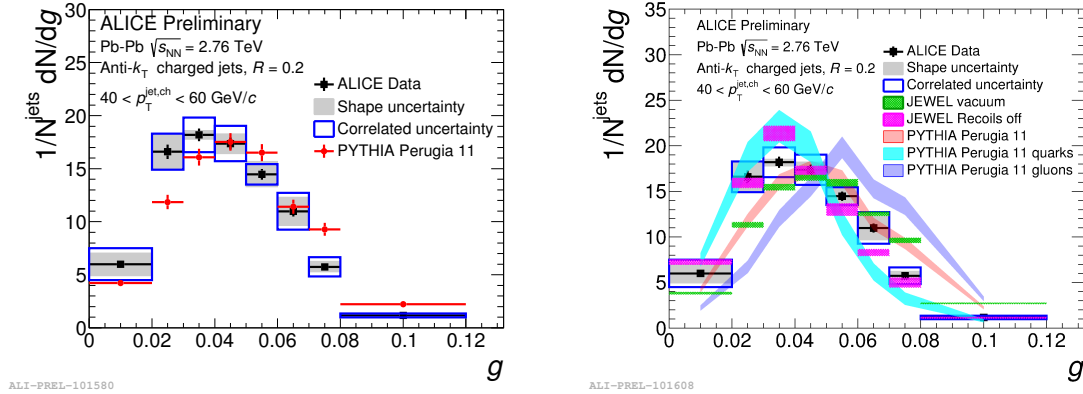 ALICE Preliminary
Pb-Pb √sNN = 2.76 TeV
Anti-kT charged jets, R = 0.2
40 < pT^jet,ch < 60 GeV/c
ALICE Data
Shape uncertainty
Correlated uncertainty
PYTHIA Perugia 11
1/N^jets dN/dg
30
25
20
15
10
5
0
0 0.02 0.04 0.06 0.08 0.1 0.12
g
ALI-PREL-101580
ALICE Preliminary
Pb-Pb √sNN = 2.76 TeV
Anti-kT charged jets, R = 0.2
40 < pT^jet,ch < 60 GeV/c
ALICE Data
Shape uncertainty
Correlated uncertainty
JEWEL vacuum
JEWEL Recoils off
PYTHIA Perugia 11
PYTHIA Perugia 11 quarks
PYTHIA Perugia 11 gluons
1/N^jets dN/dg
35
30
25
20
15
10
5
0
0 0.02 0.04 0.06 0.08 0.1 0.12
g
ALI-PREL-101608